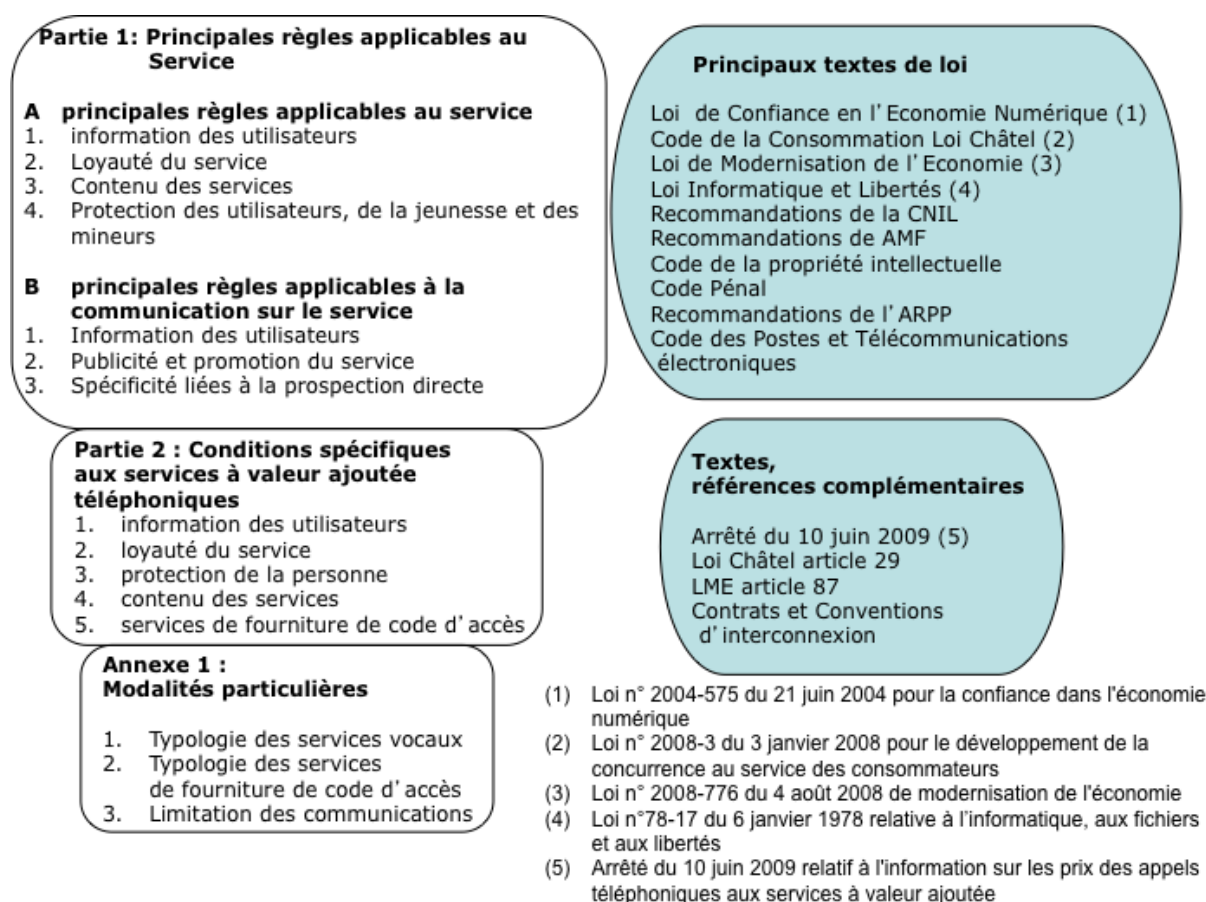 Partie 1: Principales règles applicables au
Service
A principales règles applicables au service
1. information des utilisateurs
2. Loyauté du service
3. Contenu des services
4. Protection des utilisateurs, de la jeunesse et des
mineurs
B principales règles applicables à la
communication sur le service
1. Information des utilisateurs
2. Publicité et promotion du service
3. Spécificité liées à la prospection directe
Principaux textes de loi
Loi de Confiance en l'Economie Numérique (1)
Code de la Consommation Loi Châtel (2)
Loi de Modernisation de l'Economie (3)
Loi Informatique et Libertés (4)
Recommandations de la CNIL
Recommandations de AMF
Code de la propriété intellectuelle
Code Pénal
Recommandations de l'ARPP
Code des Postes et Télécommunications
électroniques
Partie 2 : Conditions spécifiques
aux services à valeur ajoutée
téléphoniques
1. information des utilisateurs
2. loyauté du service
3. protection de la personne
4. contenu des services
5. services de fourniture de code d'accès
Textes,
références complémentaires
Arrêté du 10 juin 2009 (5)
Loi Châtel article 29
LME article 87
Contrats et Conventions
d'interconnexion
Annexe 1 :
Modalités particulières
1. Typologie des services vocaux
2. Typologie des services
de fourniture de code d'accès
3. Limitation des communications
(1) Loi n° 2004-575 du 21 juin 2004 pour la confiance dans l'économie
numérique
(2) Loi n° 2008-3 du 3 janvier 2008 pour le développement de la
concurrence au service des consommateurs
(3) Loi n° 2008-776 du 4 août 2008 de modernisation de l'économie
(4) Loi n°78-17 du 6 janvier 1978 relative à l'informatique, aux fichiers
et aux libertés
(5) Arrêté du 10 juin 2009 relatif à l'information sur les prix des appels
téléphoniques aux services à valeur ajoutée